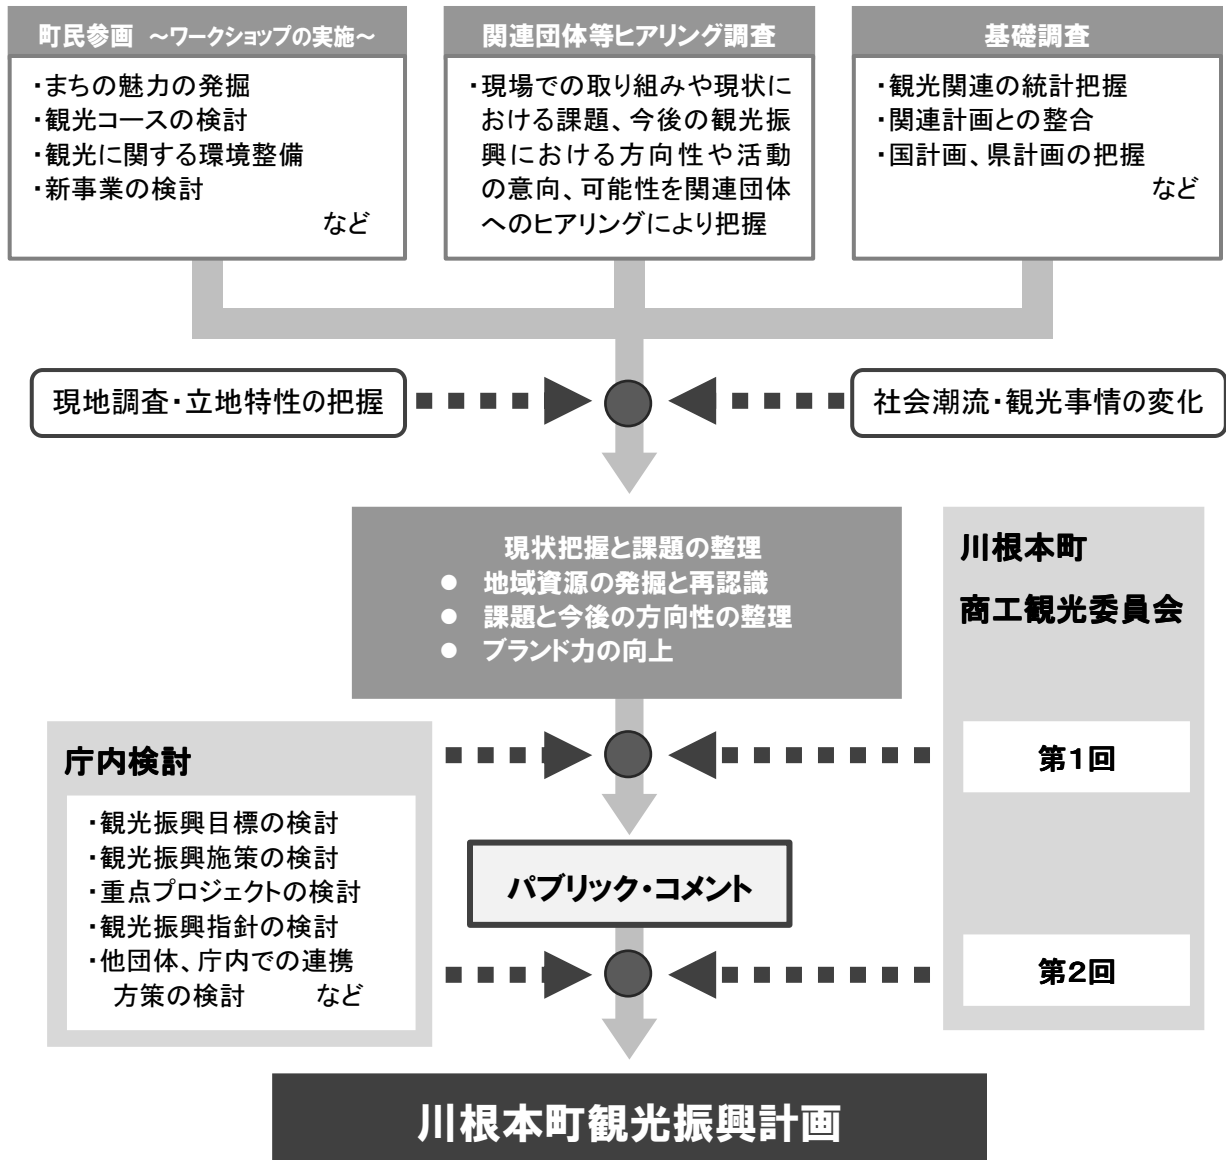 町民参画 ～ワークショップの実施～
・まちの魅力の発掘
・観光コースの検討
・観光に関する環境整備
・新事業の検討
など
関連団体等ヒアリング調査
・現場での取り組みや現状に
おける課題、今後の観光振
興における方向性や活動
の意向、可能性を関連団体
へのヒアリングにより把握
基礎調査
・観光関連の統計把握
・関連計画との整合
・国計画、県計画の把握
など
現地調査・立地特性の把握
社会潮流・観光事情の変化
現状把握と課題の整理
● 地域資源の発掘と再認識
● 課題と今後の方向性の整理
● ブランド力の向上
川根本町
商工観光委員会
第1回
第2回
庁内検討
・観光振興目標の検討
・観光振興施策の検討
・重点プロジェクトの検討
・観光振興指針の検討
・他団体、庁内での連携
方策の検討 など
パブリック・コメント
川根本町観光振興計画